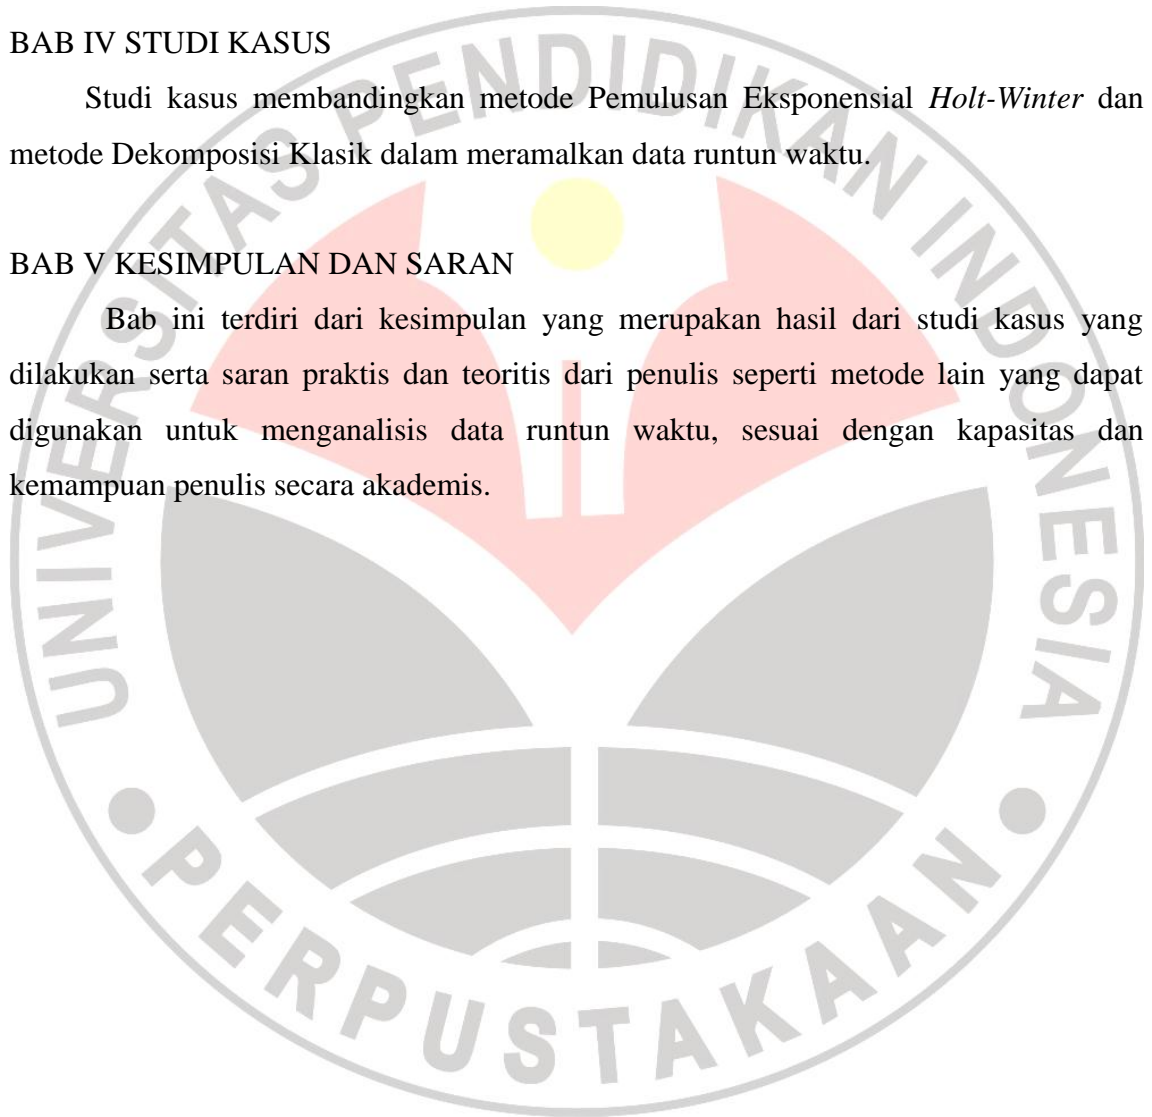 BAB IV STUDI KASUS
Studi kasus membandingkan metode Pemulusan Eksponensial Holt-Winter dan
metode Dekomposisi Klasik dalam meramalkan data runtun waktu.
BAB V KESIMPULAN DAN SARAN
Bab ini terdiri dari kesimpulan yang merupakan hasil dari studi kasus yang
dilakukan serta saran praktis dan teoritis dari penulis seperti metode lain yang dapat
digunakan untuk menganalisis data runtun waktu, sesuai dengan kapasitas dan
kemampuan penulis secara akademis.
UNIVERSITAS PENDIDIKAN INDONESIA
PERPUSTAKAAN